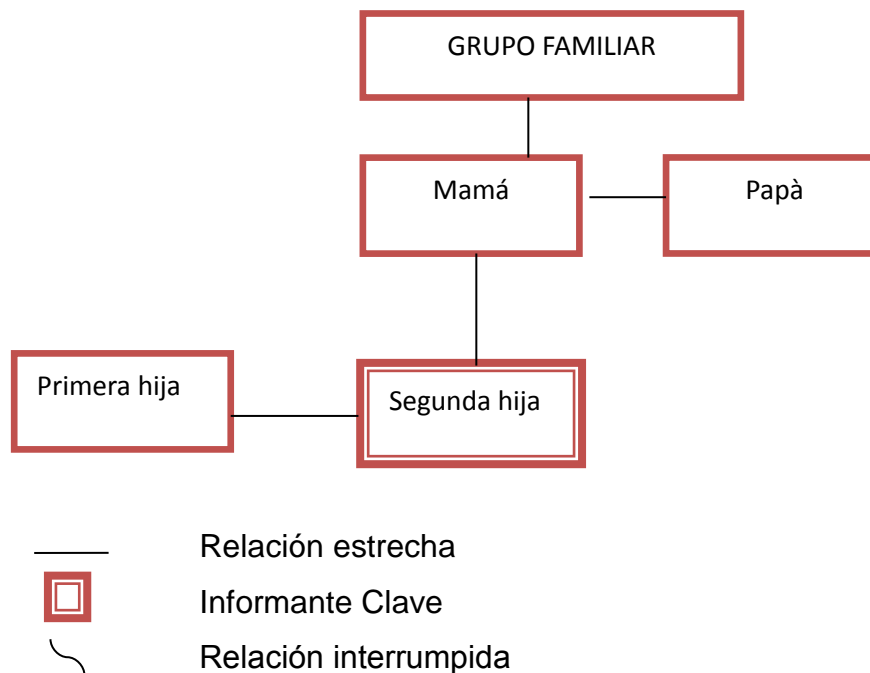 GRUPO FAMILIAR
Mamá
Papà
Primera hija
Segunda hija
Relación estrecha
Informante Clave
Relación interrumpida